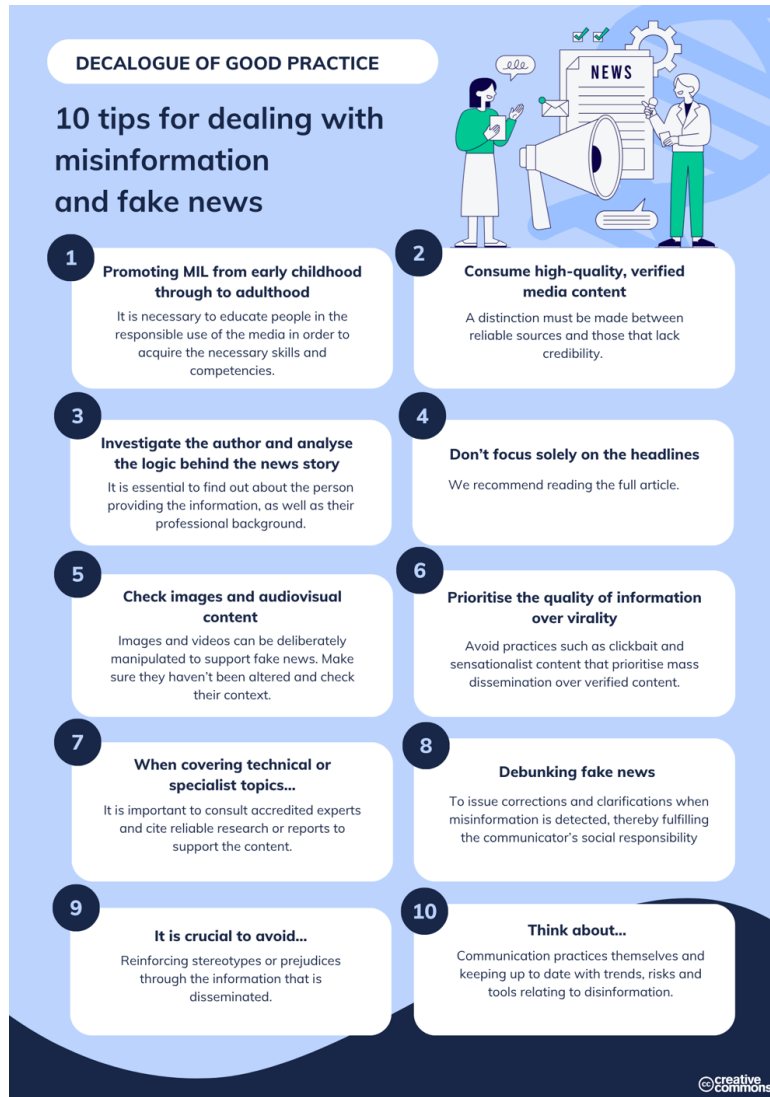 DECALOGUE OF GOOD PRACTICE
10 tips for dealing with
misinformation
and fake news
NEWS
1
Promoting MIL from early childhood
through to adulthood
It is necessary to educate people in the
responsible use of the media in order to
acquire the necessary skills and
competencies.
2
Consume high-quality, verified
media content
A distinction must be made between
reliable sources and those that lack
credibility.
3
Investigate the author and analyse
the logic behind the news story
It is essential to find out about the person
providing the information, as well as their
professional background.
4
Don’t focus solely on the headlines
We recommend reading the full article.
5
Check images and audiovisual
content
Images and videos can be deliberately
manipulated to support fake news. Make
sure they haven’t been altered and check
their context.
6
Prioritise the quality of information
over virality
Avoid practices such as clickbait and
sensationalist content that prioritise mass
dissemination over verified content.
7
When covering technical or
specialist topics...
It is important to consult accredited experts
and cite reliable research or reports to
support the content.
8
Debunking fake news
To issue corrections and clarifications when
misinformation is detected, thereby fulfilling
the communicator’s social responsibility
9
It is crucial to avoid...
Reinforcing stereotypes or prejudices
through the information that is
disseminated.
10
Think about...
Communication practices themselves and
keeping up to date with trends, risks and
tools relating to disinformation.
cc creative
commons